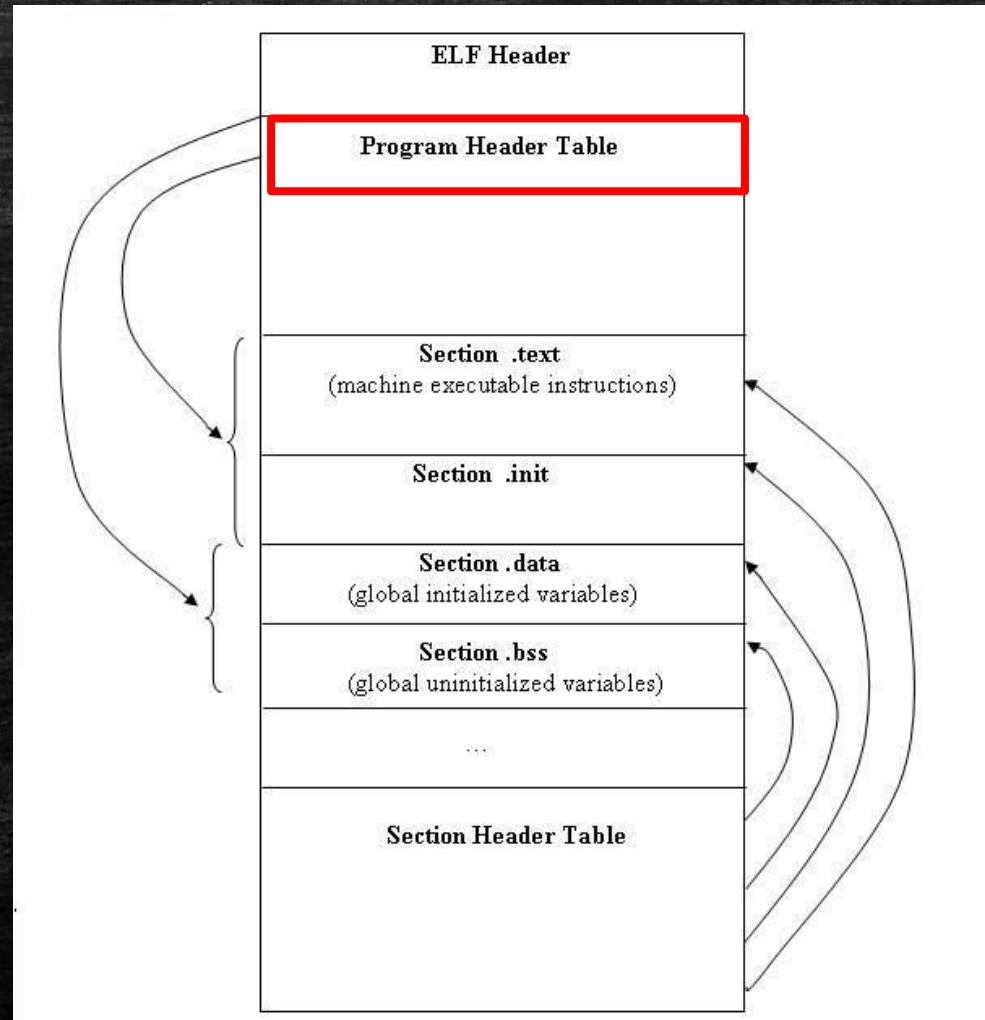 ELF Header
Program Header Table
Section .text
(machine executable instructions)
Section .init
Section .data
(global initialized variables)
Section .bss
(global uninitialized variables)
...
Section Header Table